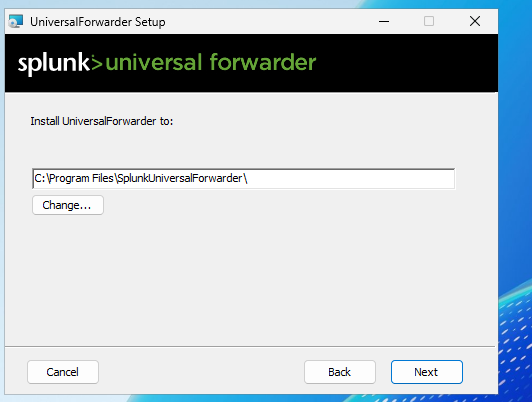 UniversalForwarder Setup
splunk>universal forwarder
Install UniversalForwarder to:
C:\Program Files\SplunkUniversalForwarder\
Change...
Cancel
Back
Next